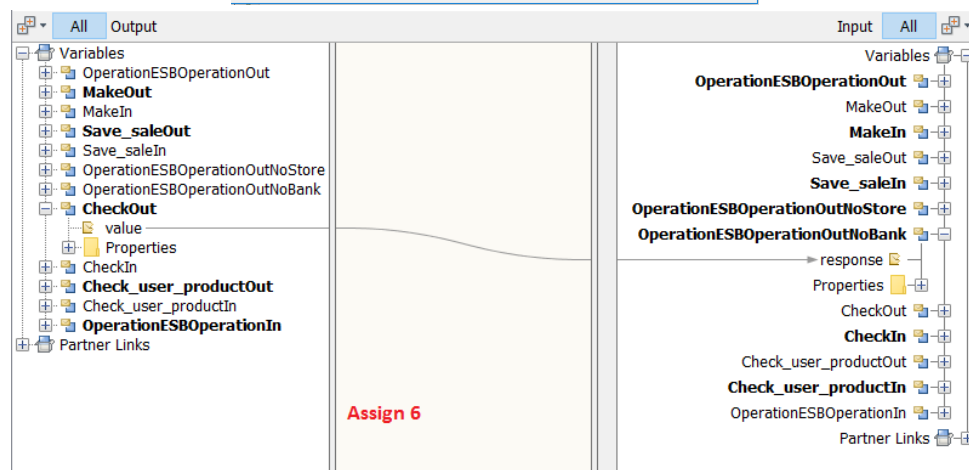 All Output Input All
Variables
OperationESBOperationOut
MakeOut
MakeIn
Save_saleOut
Save_saleIn
OperationESBOperationOutNoStore
OperationESBOperationOutNoBank
CheckOut
value
Properties
CheckIn
Check_user_productOut
Check_user_productIn
OperationESBOperationIn
Partner Links
Assign 6
Variables
OperationESBOperationOut
MakeOut
MakeIn
Save_saleOut
Save_saleIn
OperationESBOperationOutNoStore
OperationESBOperationOutNoBank
response
Properties
CheckOut
CheckIn
Check_user_productOut
Check_user_productIn
OperationESBOperationIn
Partner Links